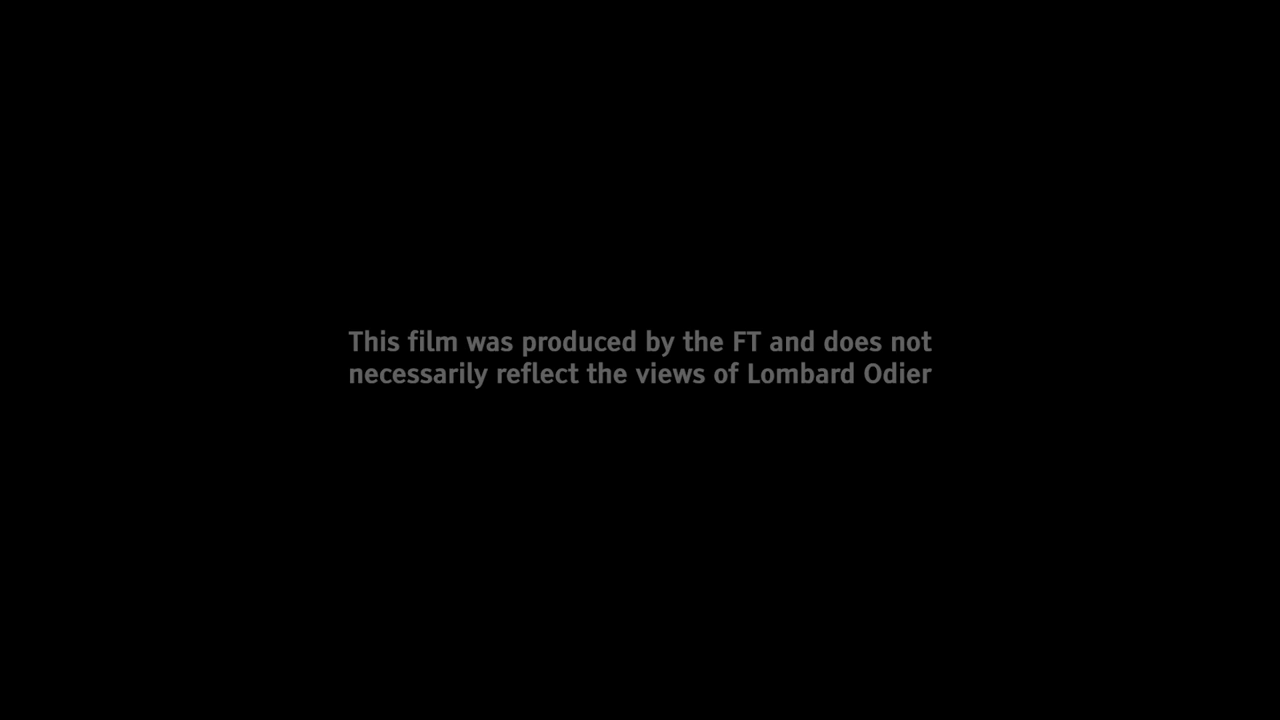 This film was produced by the FT and does not
necessarily reflect the views of Lombard Odier